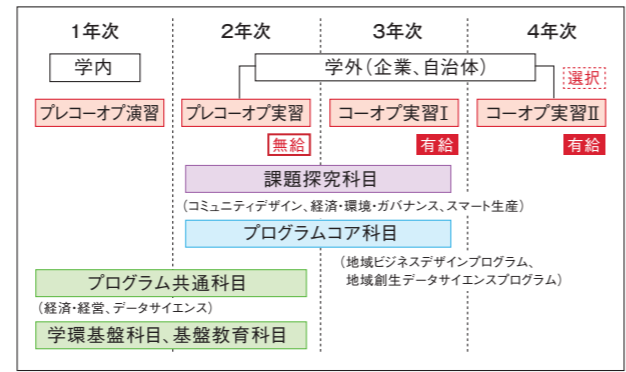 1年次 2年次 3年次 4年次
学内 学外(企業、自治体)
選択
プレコーオプ演習 プレコーオプ実習 コーオプ実習Ⅰ コーオプ実習Ⅱ
無給 有給 有給
課題探究科目
(コミュニティデザイン、経済・環境・ガバナンス、スマート生産)
プログラムコア科目
(地域ビジネスデザインプログラム、
地域創生データサイエンスプログラム)
プログラム共通科目
(経済・経営、データサイエンス)
学環基盤科目、基盤教育科目